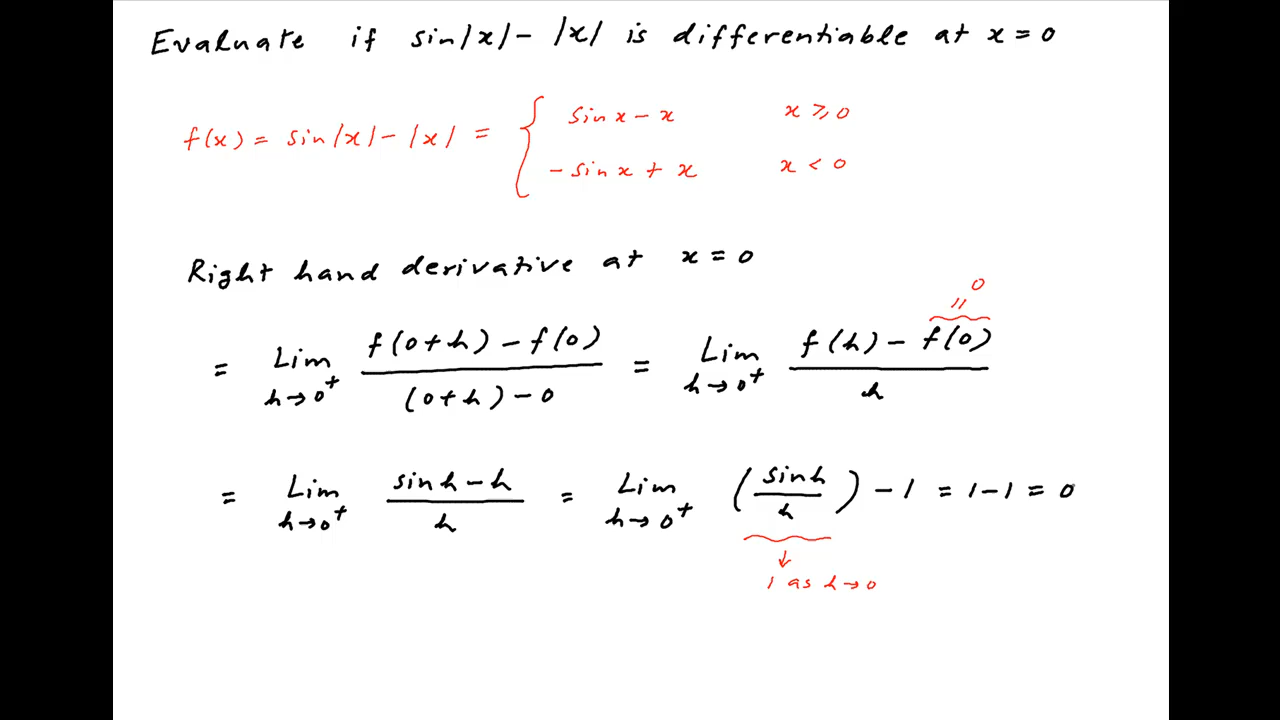 Evaluate if sin|x| - |x| is differentiable at x = 0
f(x) = sin|x| - |x| = { sin x - x    x ≥ 0
- sin x + x    x < 0
Right hand derivative at x = 0
0
=
= Lim h→0⁺ (f(0+h) - f(0)) / ((0+h) - 0) = Lim h→0⁺ (f(h) - f(0)) / h
= Lim h→0⁺ (sin h - h) / h = Lim h→0⁺ (sin h / h) - 1 = 1 - 1 = 0
↓
1 as h→0